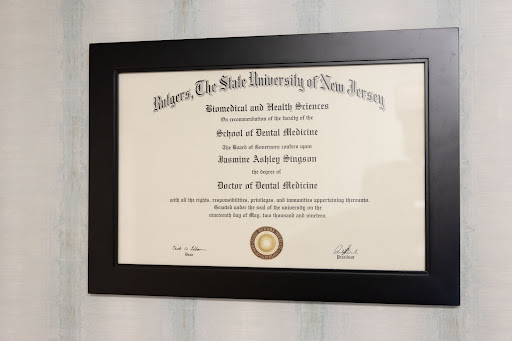 Rutgers, The State University of New Jersey
Biomedical and Health Sciences
On recommendation of the faculty of the
School of Dental Medicine
The Board of Governors confers upon
Jasmine Ashley Singson
the degree of
Doctor of Dental Medicine
with all the rights, responsibilities, privileges, and immunities appertaining thereunto.
Granted under the seal of the university on the
nineteenth day of May, two thousand and nineteen.
Dean
President